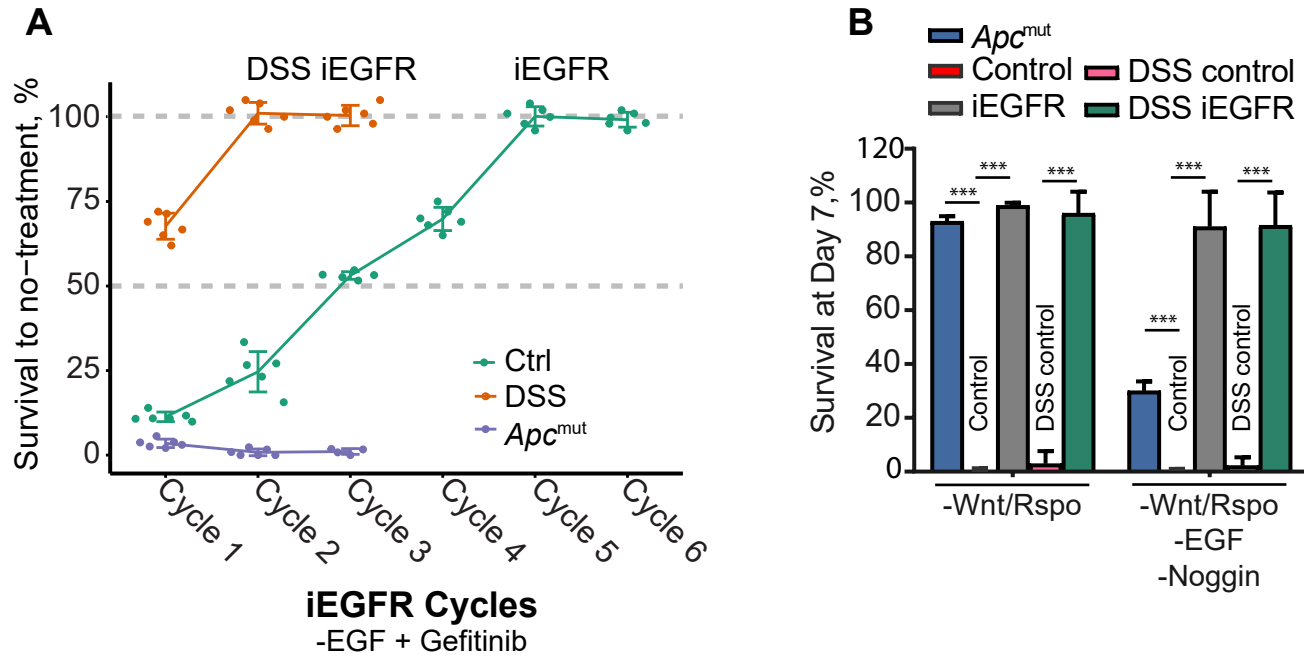 A
DSS iEGFR
iEGFR
Survival to no−treatment, %
100
75
50
25
0
Ctrl
DSS
Apcmut
Cycle 1
Cycle 2
Cycle 3
Cycle 4
Cycle 5
Cycle 6
iEGFR Cycles
-EGF + Gefitinib
B
Apcmut
Control
DSS control
iEGFR
DSS iEGFR
Survival at Day 7,%
120
100
80
60
40
20
0
***
***
***
***
***
***
Control
DSS control
Control
DSS control
-Wnt/Rspo
-Wnt/Rspo
-EGF
-Noggin